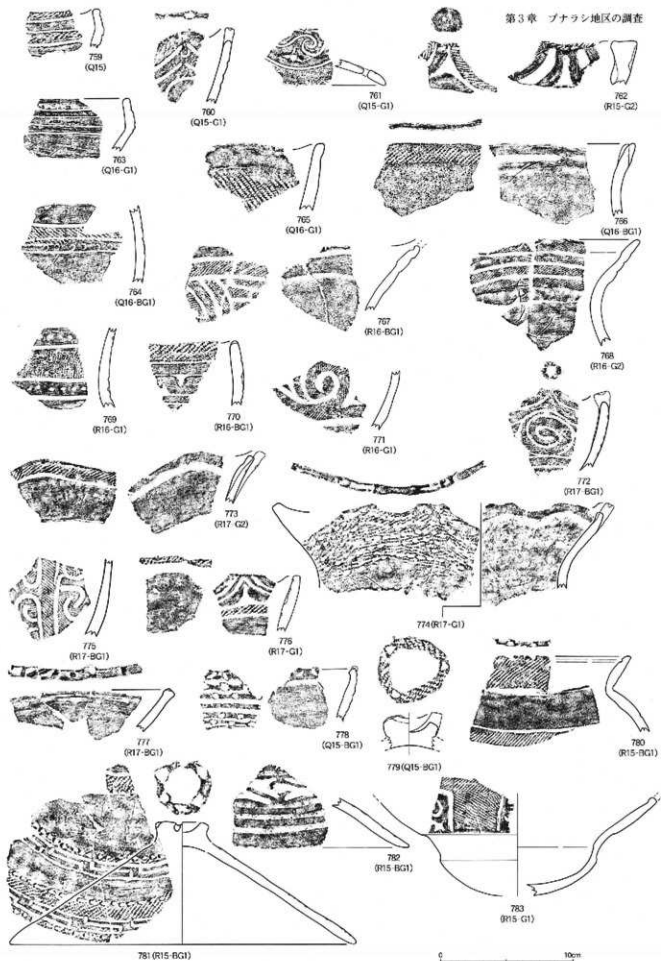 第3章 ブナラシ地区の調査
759
(Q15)
760
(Q15-G1)
761
(Q15-G1)
762
(R15-G2)
763
(Q16-G1)
765
(Q16-G1)
766
(Q16-BG1)
764
(Q16-BG1)
767
(R16-BG1)
768
(R16-G2)
769
(R16-G1)
770
(R16-BG1)
771
(R16-G1)
772
(R17-BG1)
773
(R17-G2)
774(R17-G1)
775
(R17-BG1)
776
(R17-G1)
777
(R17-BG1)
778
(Q15-BG1)
779(Q15-BG1)
780
(R15-BG1)
781(R15-BG1)
782
(R15-BG1)
783
(R15-G1)
0 10cm